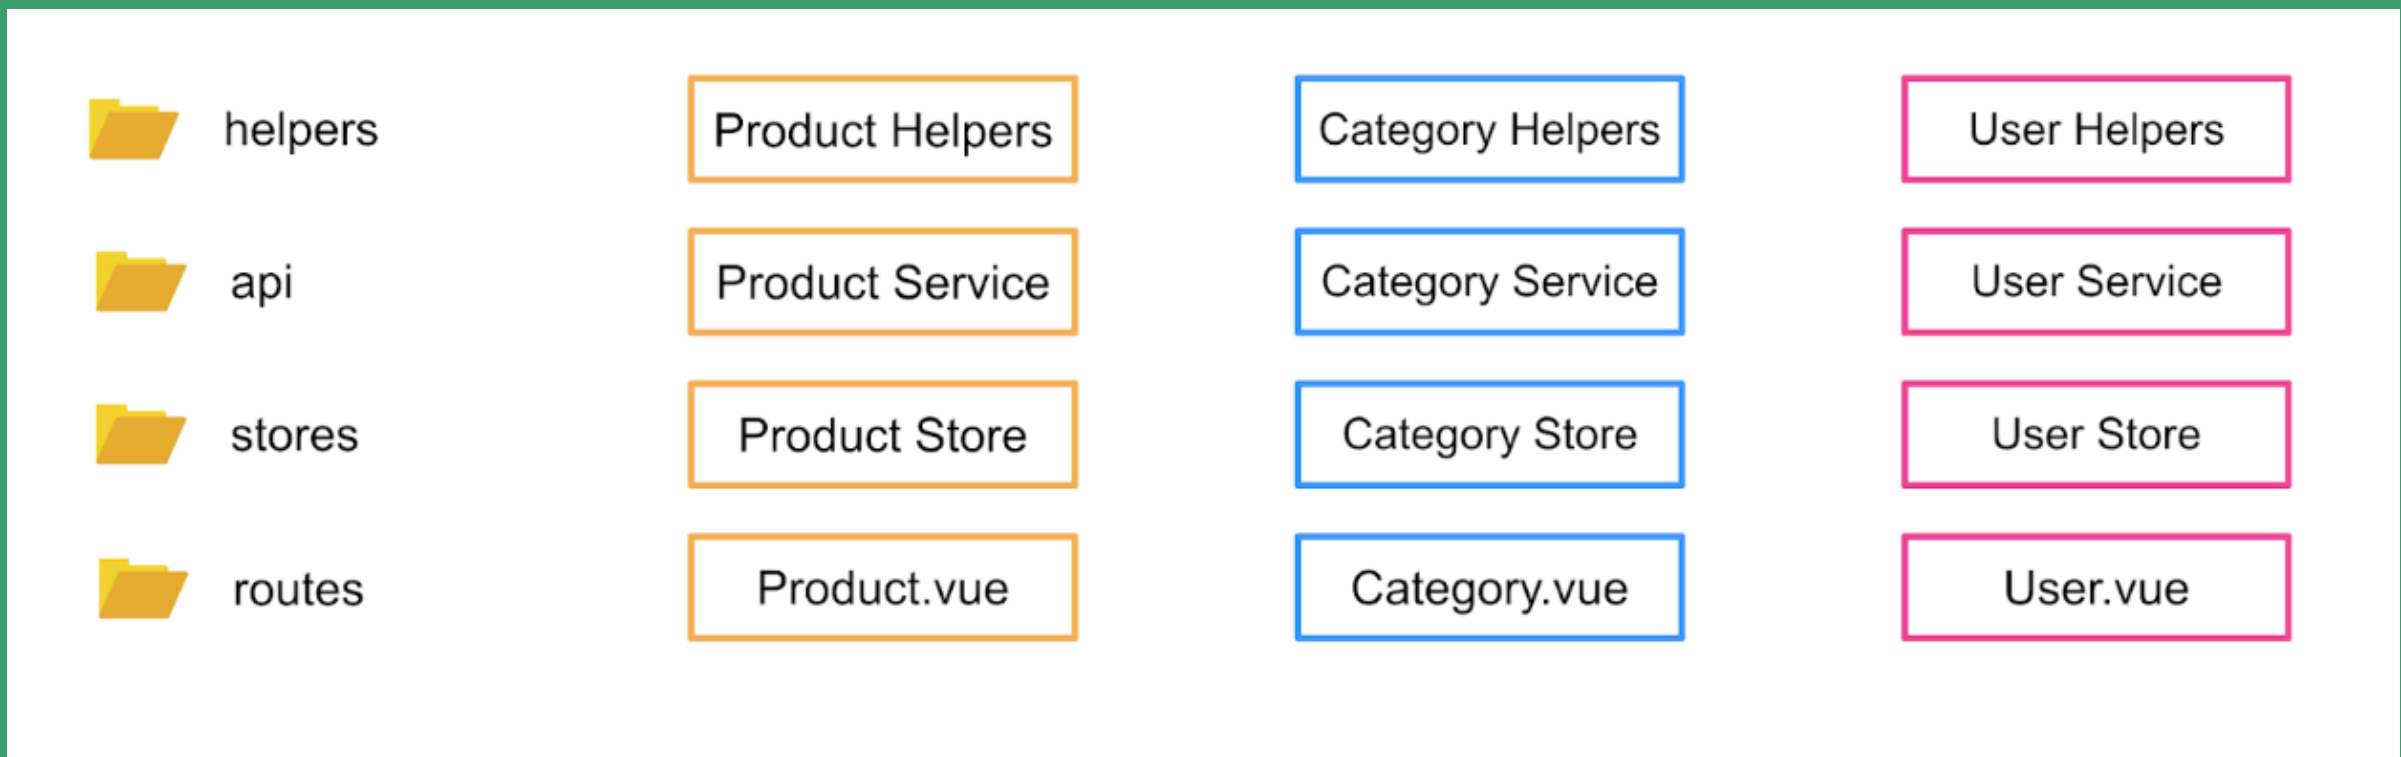 helpers
Product Helpers
Category Helpers
User Helpers
api
Product Service
Category Service
User Service
stores
Product Store
Category Store
User Store
routes
Product.vue
Category.vue
User.vue